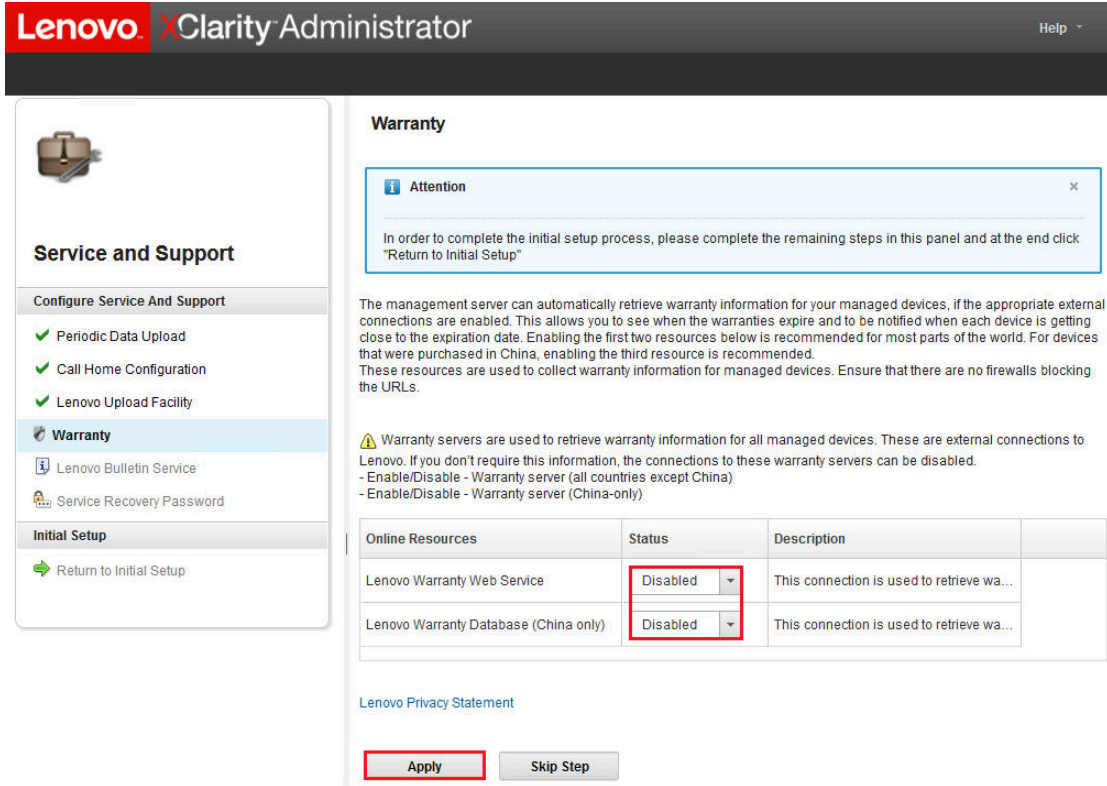 Lenovo. XClarity Administrator
Help
Service and Support
Configure Service And Support
Periodic Data Upload
Call Home Configuration
Lenovo Upload Facility
Warranty
Lenovo Bulletin Service
Service Recovery Password
Initial Setup
Return to Initial Setup
Warranty
Attention
In order to complete the initial setup process, please complete the remaining steps in this panel and at the end click
"Return to Initial Setup"
The management server can automatically retrieve warranty information for your managed devices, if the appropriate external
connections are enabled. This allows you to see when the warranties expire and to be notified when each device is getting
close to the expiration date. Enabling the first two resources below is recommended for most parts of the world. For devices
that were purchased in China, enabling the third resource is recommended.
These resources are used to collect warranty information for managed devices. Ensure that there are no firewalls blocking
the URLs.
Warranty servers are used to retrieve warranty information for all managed devices. These are external connections to
Lenovo. If you don't require this information, the connections to these warranty servers can be disabled.
- Enable/Disable - Warranty server (all countries except China)
- Enable/Disable - Warranty server (China-only)
Online Resources Status Description
Lenovo Warranty Web Service Disabled This connection is used to retrieve wa...
Lenovo Warranty Database (China only) Disabled This connection is used to retrieve wa...
Lenovo Privacy Statement
Apply Skip Step